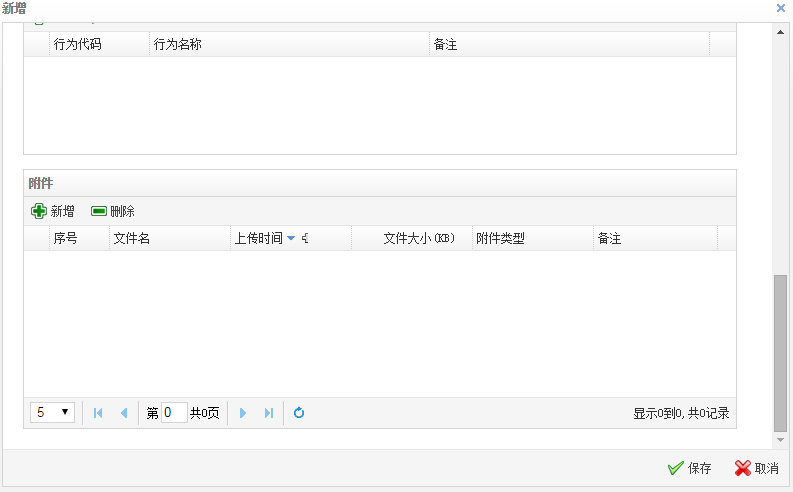 新增
行为代码 行为名称 备注
附件
新增 删除
序号 文件名 上传时间 文件大小(KB) 附件类型 备注
5 第 0 共0页 显示0到0, 共0记录
保存 取消